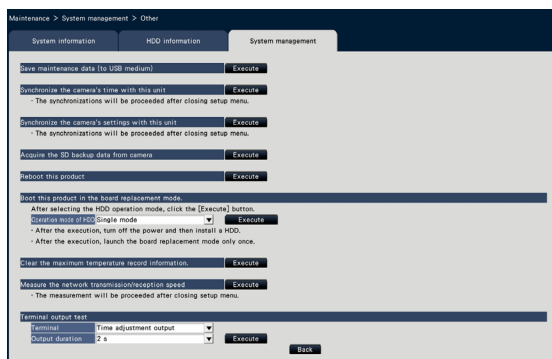 Maintenance > System management > Other
System information HDD information System management
Save maintenance data (to USB medium) Execute
Synchronize the camera's time with this unit Execute
・The synchronizations will be proceeded after closing setup menu.
Synchronize the camera's settings with this unit Execute
・The synchronizations will be proceeded after closing setup menu.
Acquire the SD backup data from camera Execute
Reboot this product Execute
Boot this product in the board replacement mode.
After selecting the HDD operation mode, click the [Execute] button.
Operation mode of HDD Single mode Execute
・After the execution, turn off the power and then install a HDD.
・After the execution, launch the board replacement mode only once.
Clear the maximum temperature record information. Execute
Measure the network transmission/reception speed Execute
・The measurement will be proceeded after closing setup menu.
Terminal output test
Terminal Time adjustment output
Output duration 2 s Execute
Back